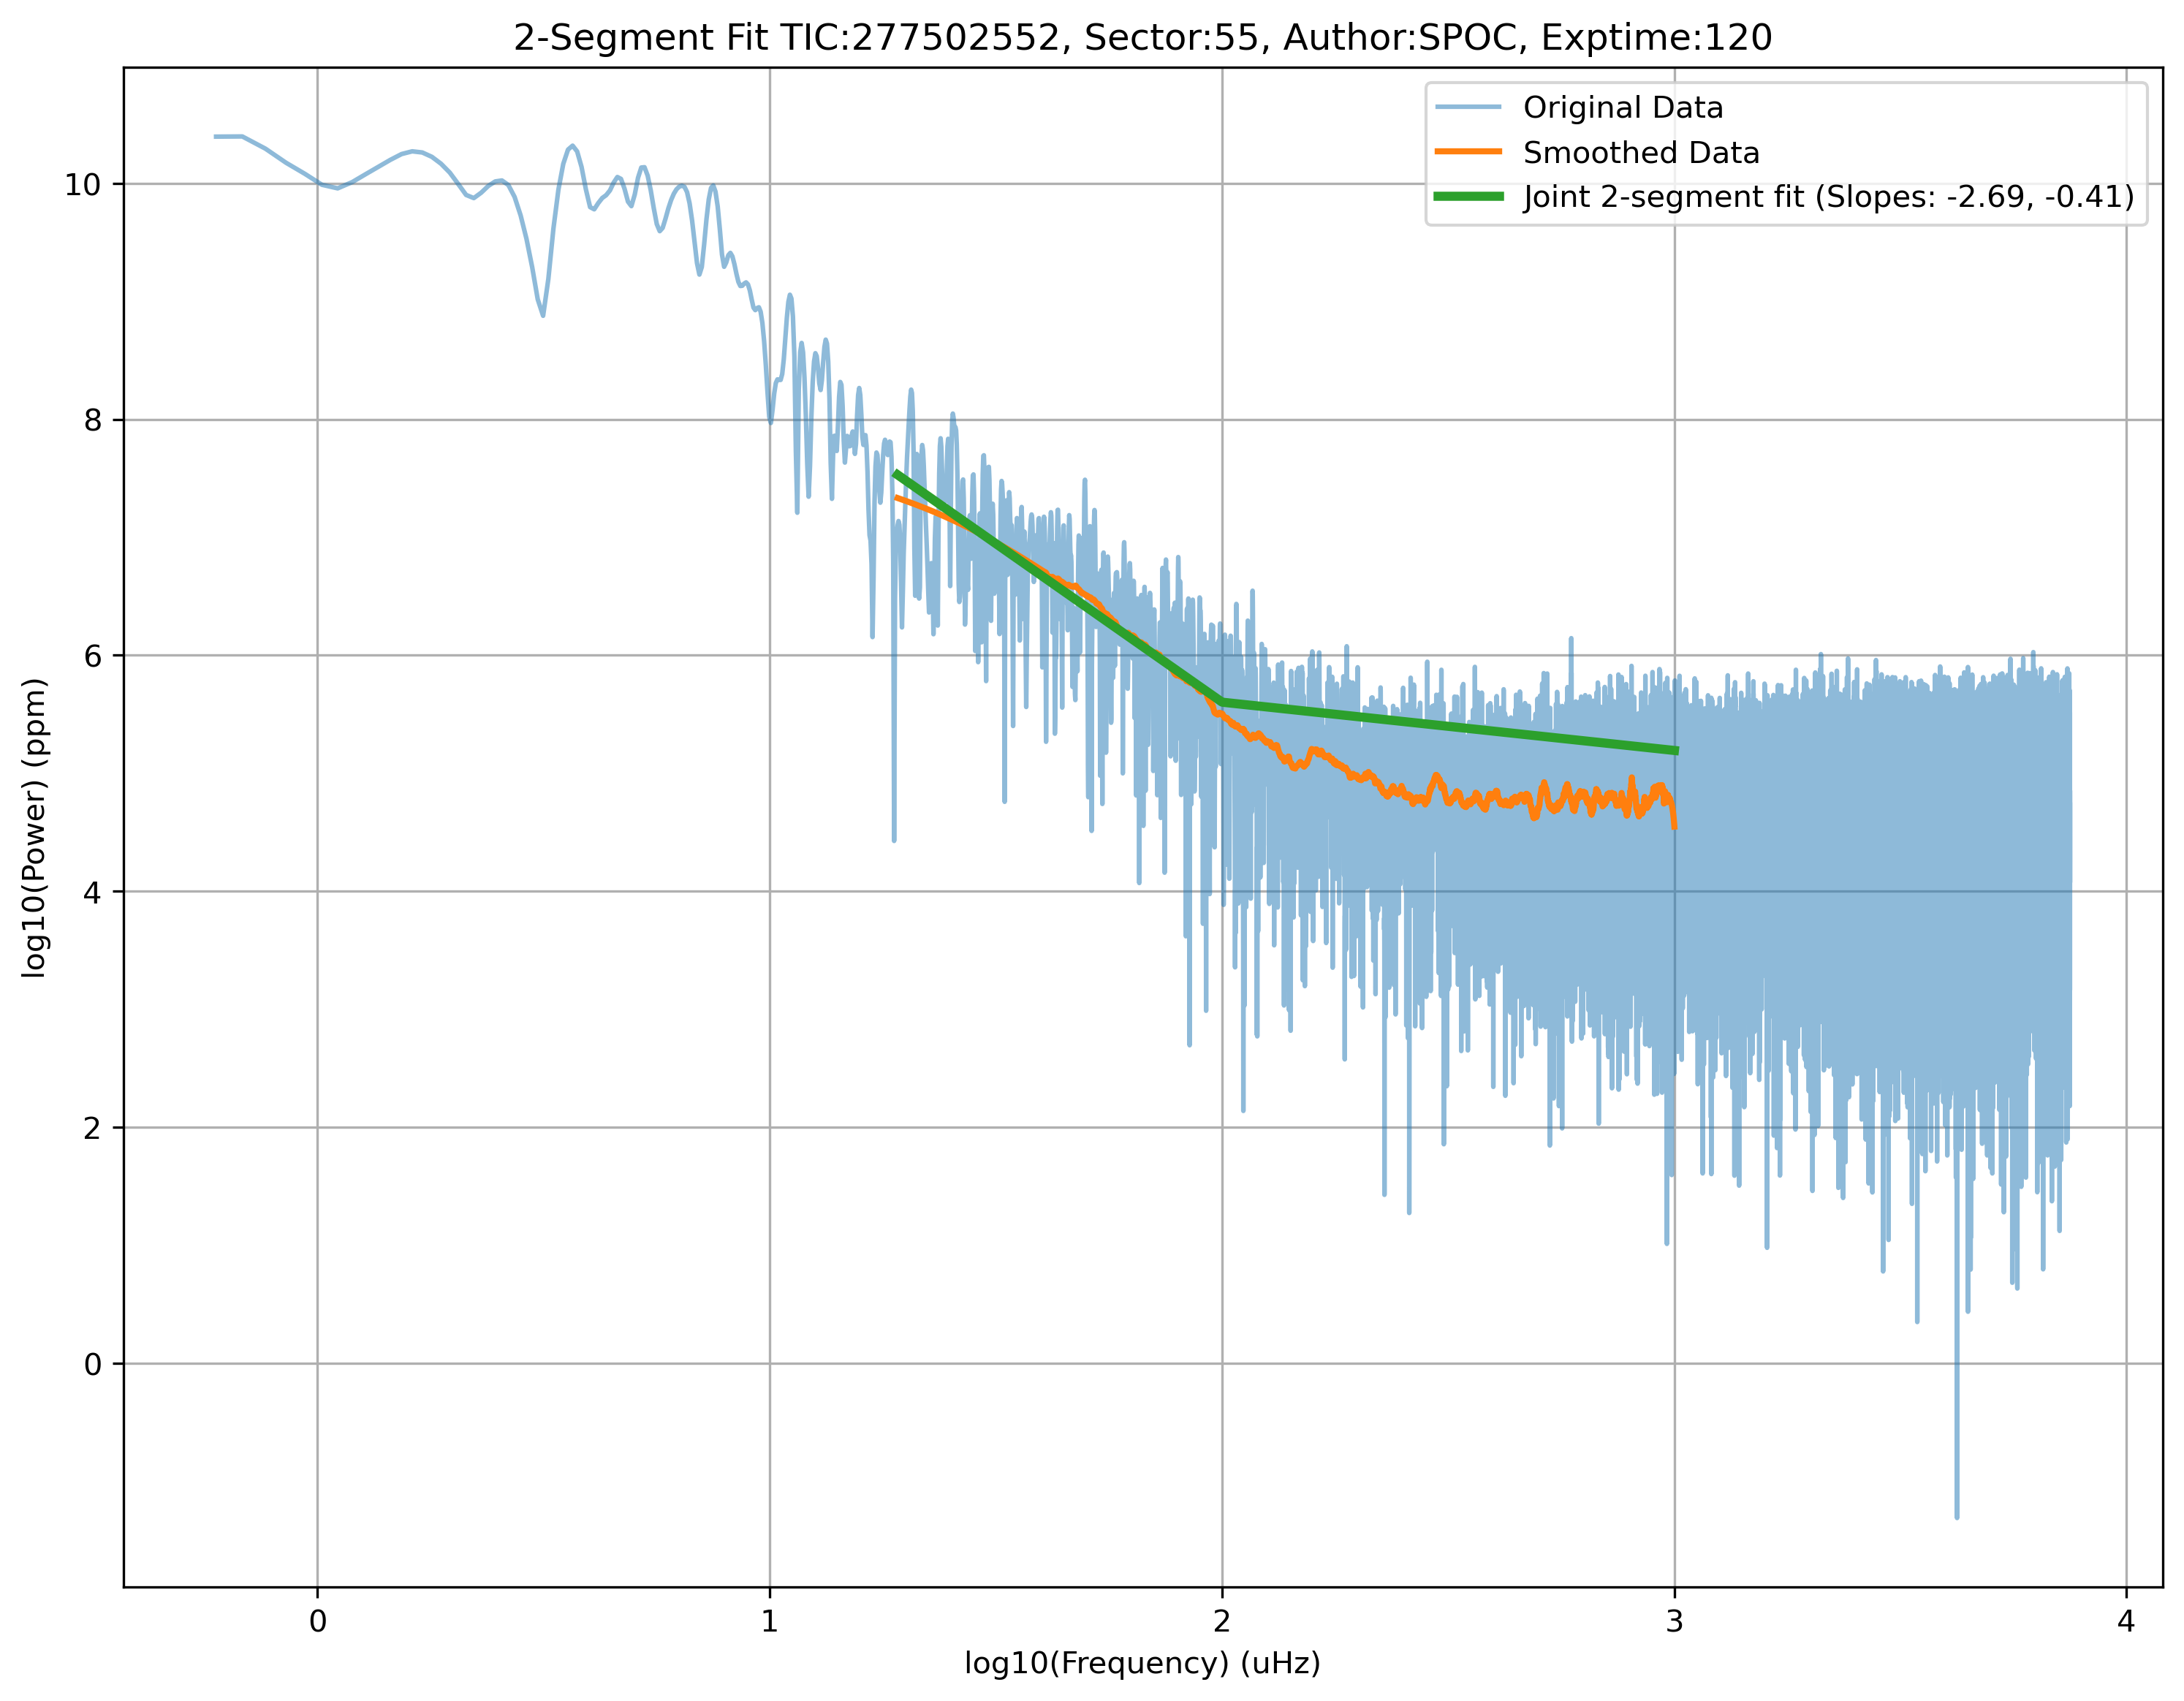 2-Segment Fit TIC:277502552, Sector:55, Author:SPOC, Exptime:120
Original Data
Smoothed Data
Joint 2-segment fit (Slopes: -2.69, -0.41)
10
8
6
4
2
0
log10(Power) (ppm)
0
1
2
3
4
log10(Frequency) (uHz)